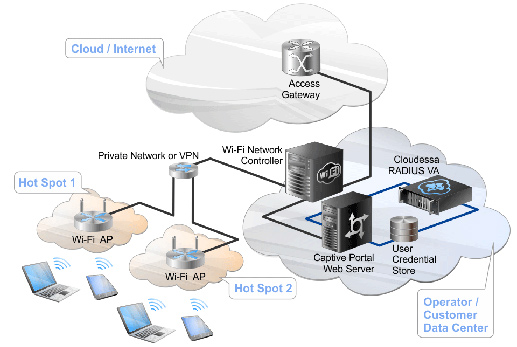 Cloud / Internet
Access
Gateway
Wi-Fi Network
Controller
Private Network or VPN
Cloudessa
RADIUS VA
Hot Spot 1
Wi-Fi AP
Wi-Fi AP
Hot Spot 2
Captive Portal
Web Server
User
Credential
Store
Operator /
Customer
Data Center